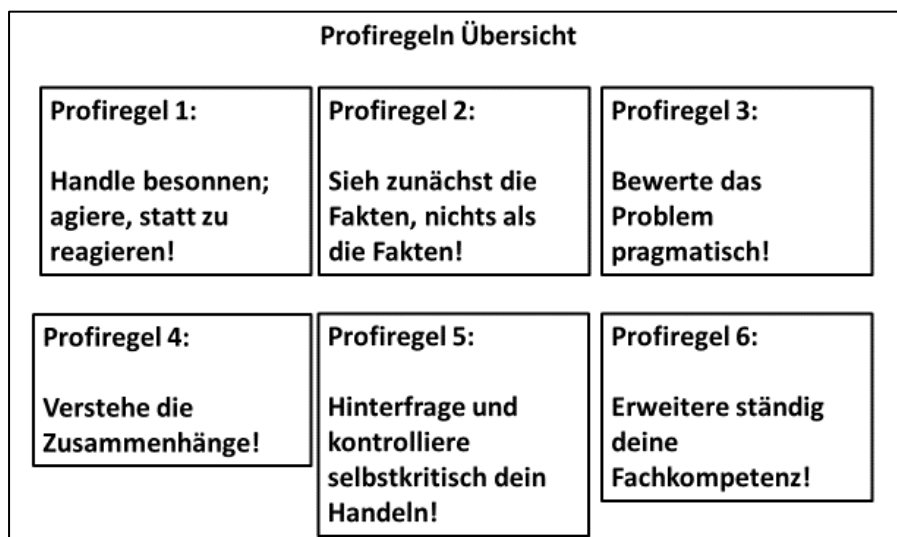 Profiregeln Übersicht
Profiregel 1:
Handle besonnen;
agiere, statt zu
reagieren!
Profiregel 2:
Sieh zunächst die
Fakten, nichts als
die Fakten!
Profiregel 3:
Bewerte das
Problem
pragmatisch!
Profiregel 4:
Verstehe die
Zusammenhänge!
Profiregel 5:
Hinterfrage und
kontrolliere
selbstkritisch dein
Handeln!
Profiregel 6:
Erweitere ständig
deine
Fachkompetenz!